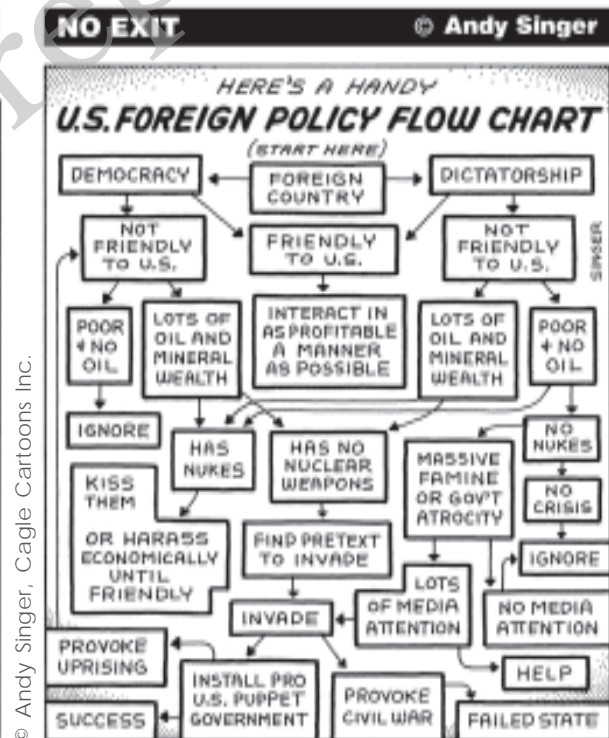 NO EXIT
© Andy Singer
HERE'S A HANDY
U.S. FOREIGN POLICY FLOW CHART
(START HERE)
DEMOCRACY
FOREIGN
COUNTRY
DICTATORSHIP
NOT
FRIENDLY
TO U.S.
FRIENDLY
TO U.S.
NOT
FRIENDLY
TO U.S.
SINGER
POOR
+ NO
OIL
LOTS OF
OIL AND
MINERAL
WEALTH
INTERACT IN
AS PROFITABLE
A MANNER
AS POSSIBLE
LOTS OF
OIL AND
MINERAL
WEALTH
POOR
+ NO
OIL
IGNORE
HAS
NUKES
HAS NO
NUCLEAR
WEAPONS
MASSIVE
FAMINE
OR GOV'T
ATROCITY
NO
NUKES
NO
CRISIS
IGNORE
KISS
THEM
OR HARASS
ECONOMICALLY
UNTIL
FRIENDLY
FIND PRETEXT
TO INVADE
INVADE
LOTS
OF MEDIA
ATTENTION
NO MEDIA
ATTENTION
HELP
PROVOKE
UPRISING
INSTALL PRO
U.S. PUPPET
GOVERNMENT
PROVOKE
CIVIL WAR
FAILED STATE
SUCCESS
© Andy Singer, Cagle Cartoons Inc.